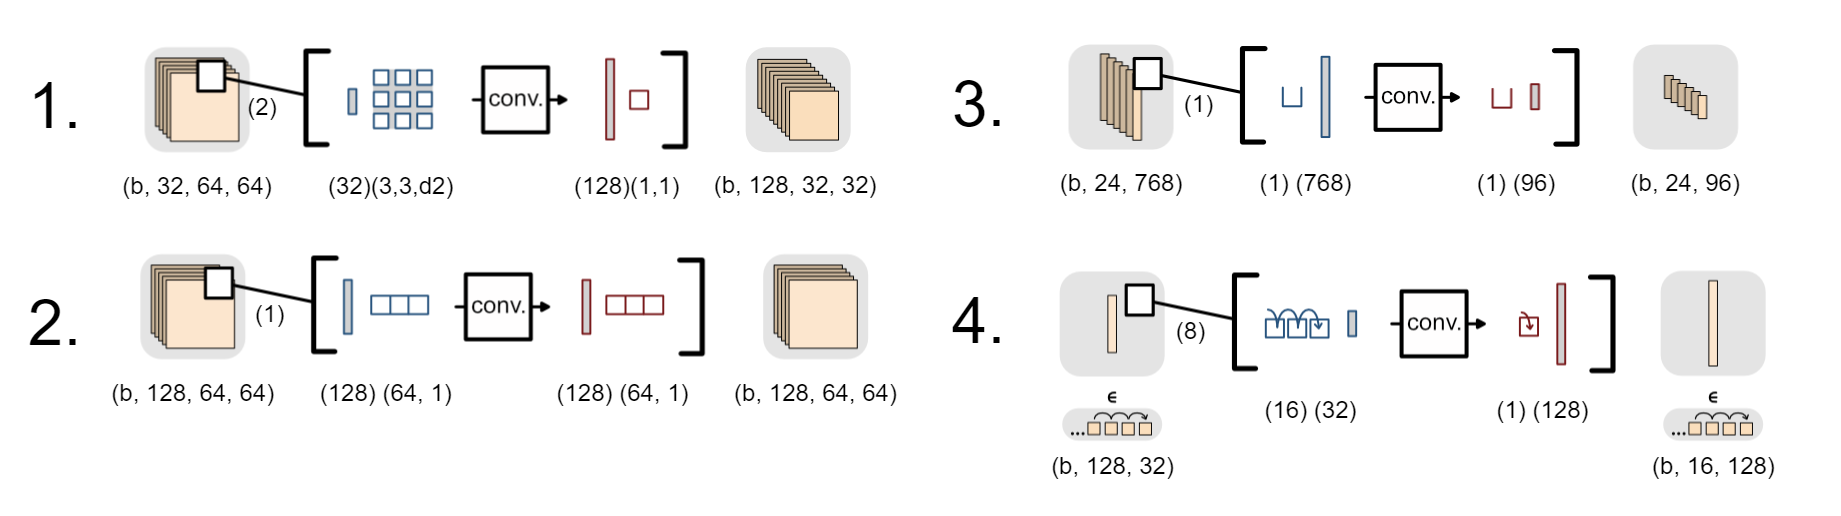 1.
(2)
conv.
(b, 32, 64, 64)
(32)(3,3,d2)
(128)(1,1)
(b, 128, 32, 32)
2.
(1)
conv.
(b, 128, 64, 64)
(128) (64, 1)
(128) (64, 1)
(b, 128, 64, 64)
3.
(1)
conv.
(b, 24, 768)
(1) (768)
(1) (96)
(b, 24, 96)
4.
(8)
conv.
ϵ
...
(b, 128, 32)
(16) (32)
(1) (128)
ϵ
...
(b, 16, 128)